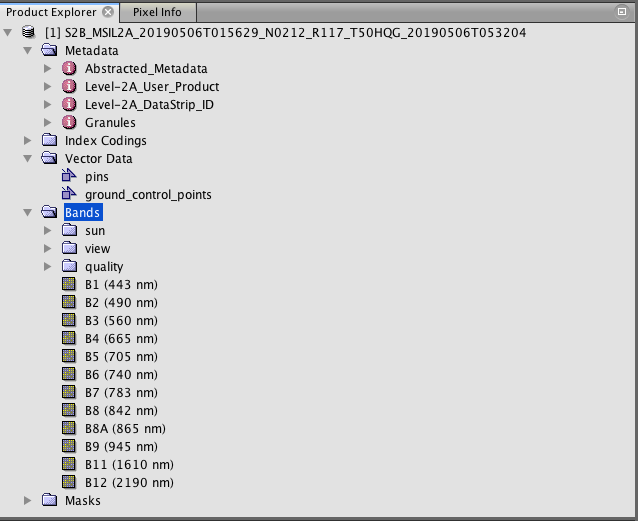 Product Explorer Pixel Info
[1] S2B_MSIL2A_20190506T015629_N0212_R117_T50HQG_20190506T053204
Metadata
Abstracted_Metadata
Level-2A_User_Product
Level-2A_DataStrip_ID
Granules
Index Codings
Vector Data
pins
ground_control_points
Bands
sun
view
quality
B1 (443 nm)
B2 (490 nm)
B3 (560 nm)
B4 (665 nm)
B5 (705 nm)
B6 (740 nm)
B7 (783 nm)
B8 (842 nm)
B8A (865 nm)
B9 (945 nm)
B11 (1610 nm)
B12 (2190 nm)
Masks